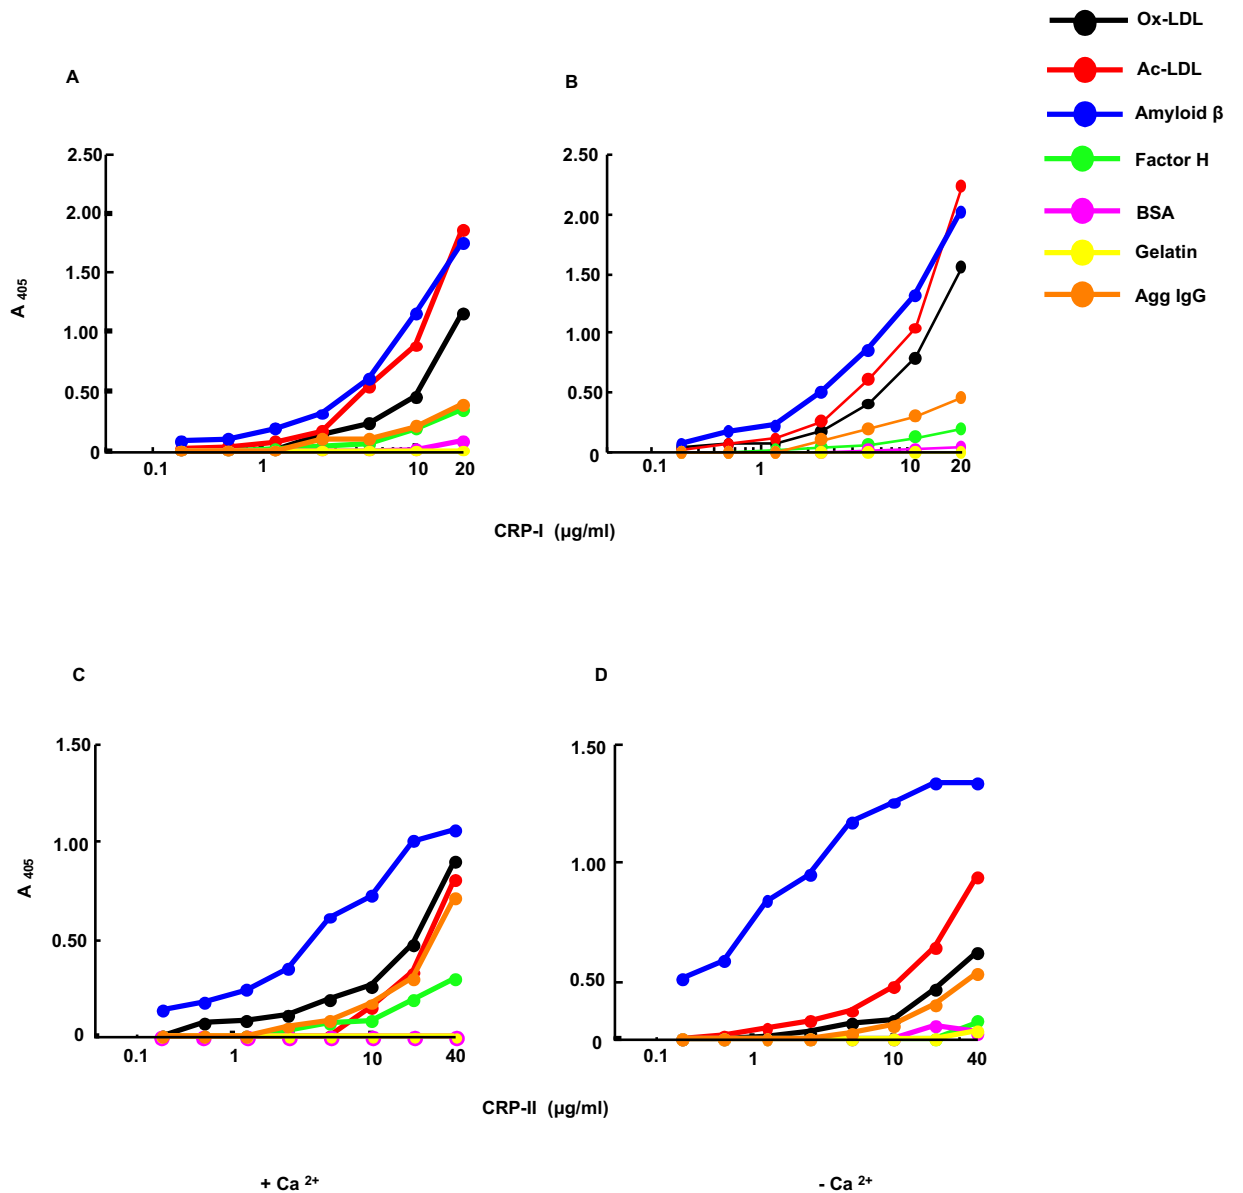 Ox-LDL
Ac-LDL
Amyloid β
Factor H
BSA
Gelatin
Agg IgG
A
2.50
2.00
1.50
1.00
0.50
0
A 405
0.1 1 10 20
B
2.50
2.00
1.50
1.00
0.50
0
0.1 1 10 20
CRP-I (µg/ml)
C
1.50
1.00
0.50
0
A 405
0.1 1 10 40
D
1.50
1.00
0.50
0
0.1 1 10 40
CRP-II (µg/ml)
+ Ca 2+
- Ca 2+